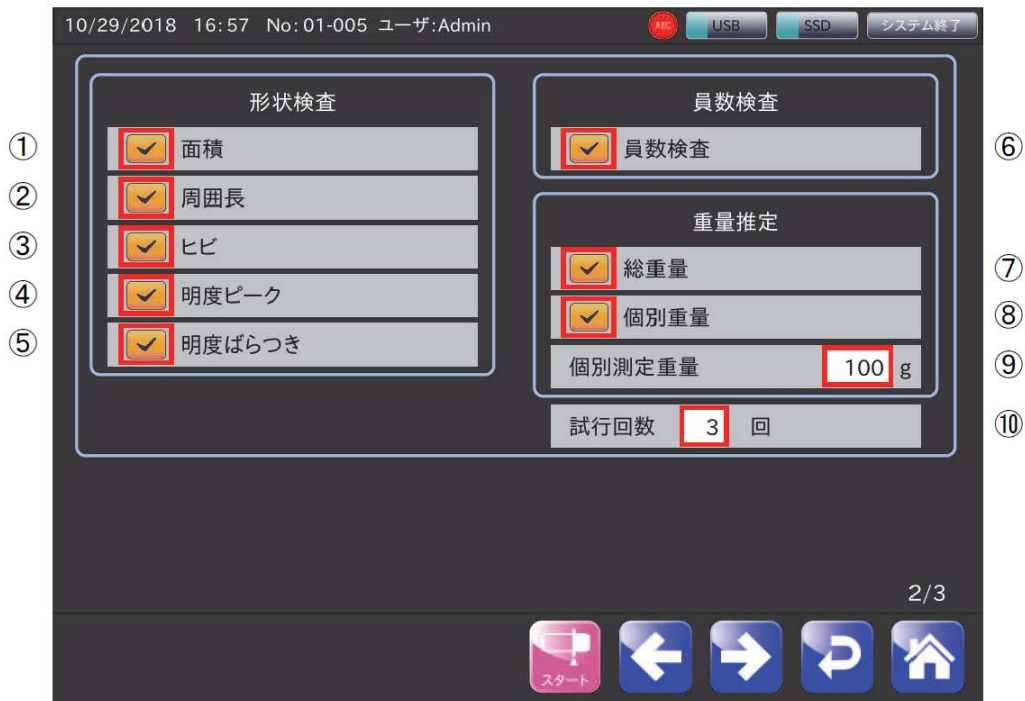 10/29/2018 16:57 No:01-005 ユーザ:Admin
REC
USB
SSD
システム終了
形状検査
① 面積
② 周囲長
③ ヒビ
④ 明度ピーク
⑤ 明度ばらつき
員数検査
員数検査 ⑥
重量推定
総重量 ⑦
個別重量 ⑧
個別測定重量 100 g ⑨
試行回数 3 回 ⑩
2/3
スタート